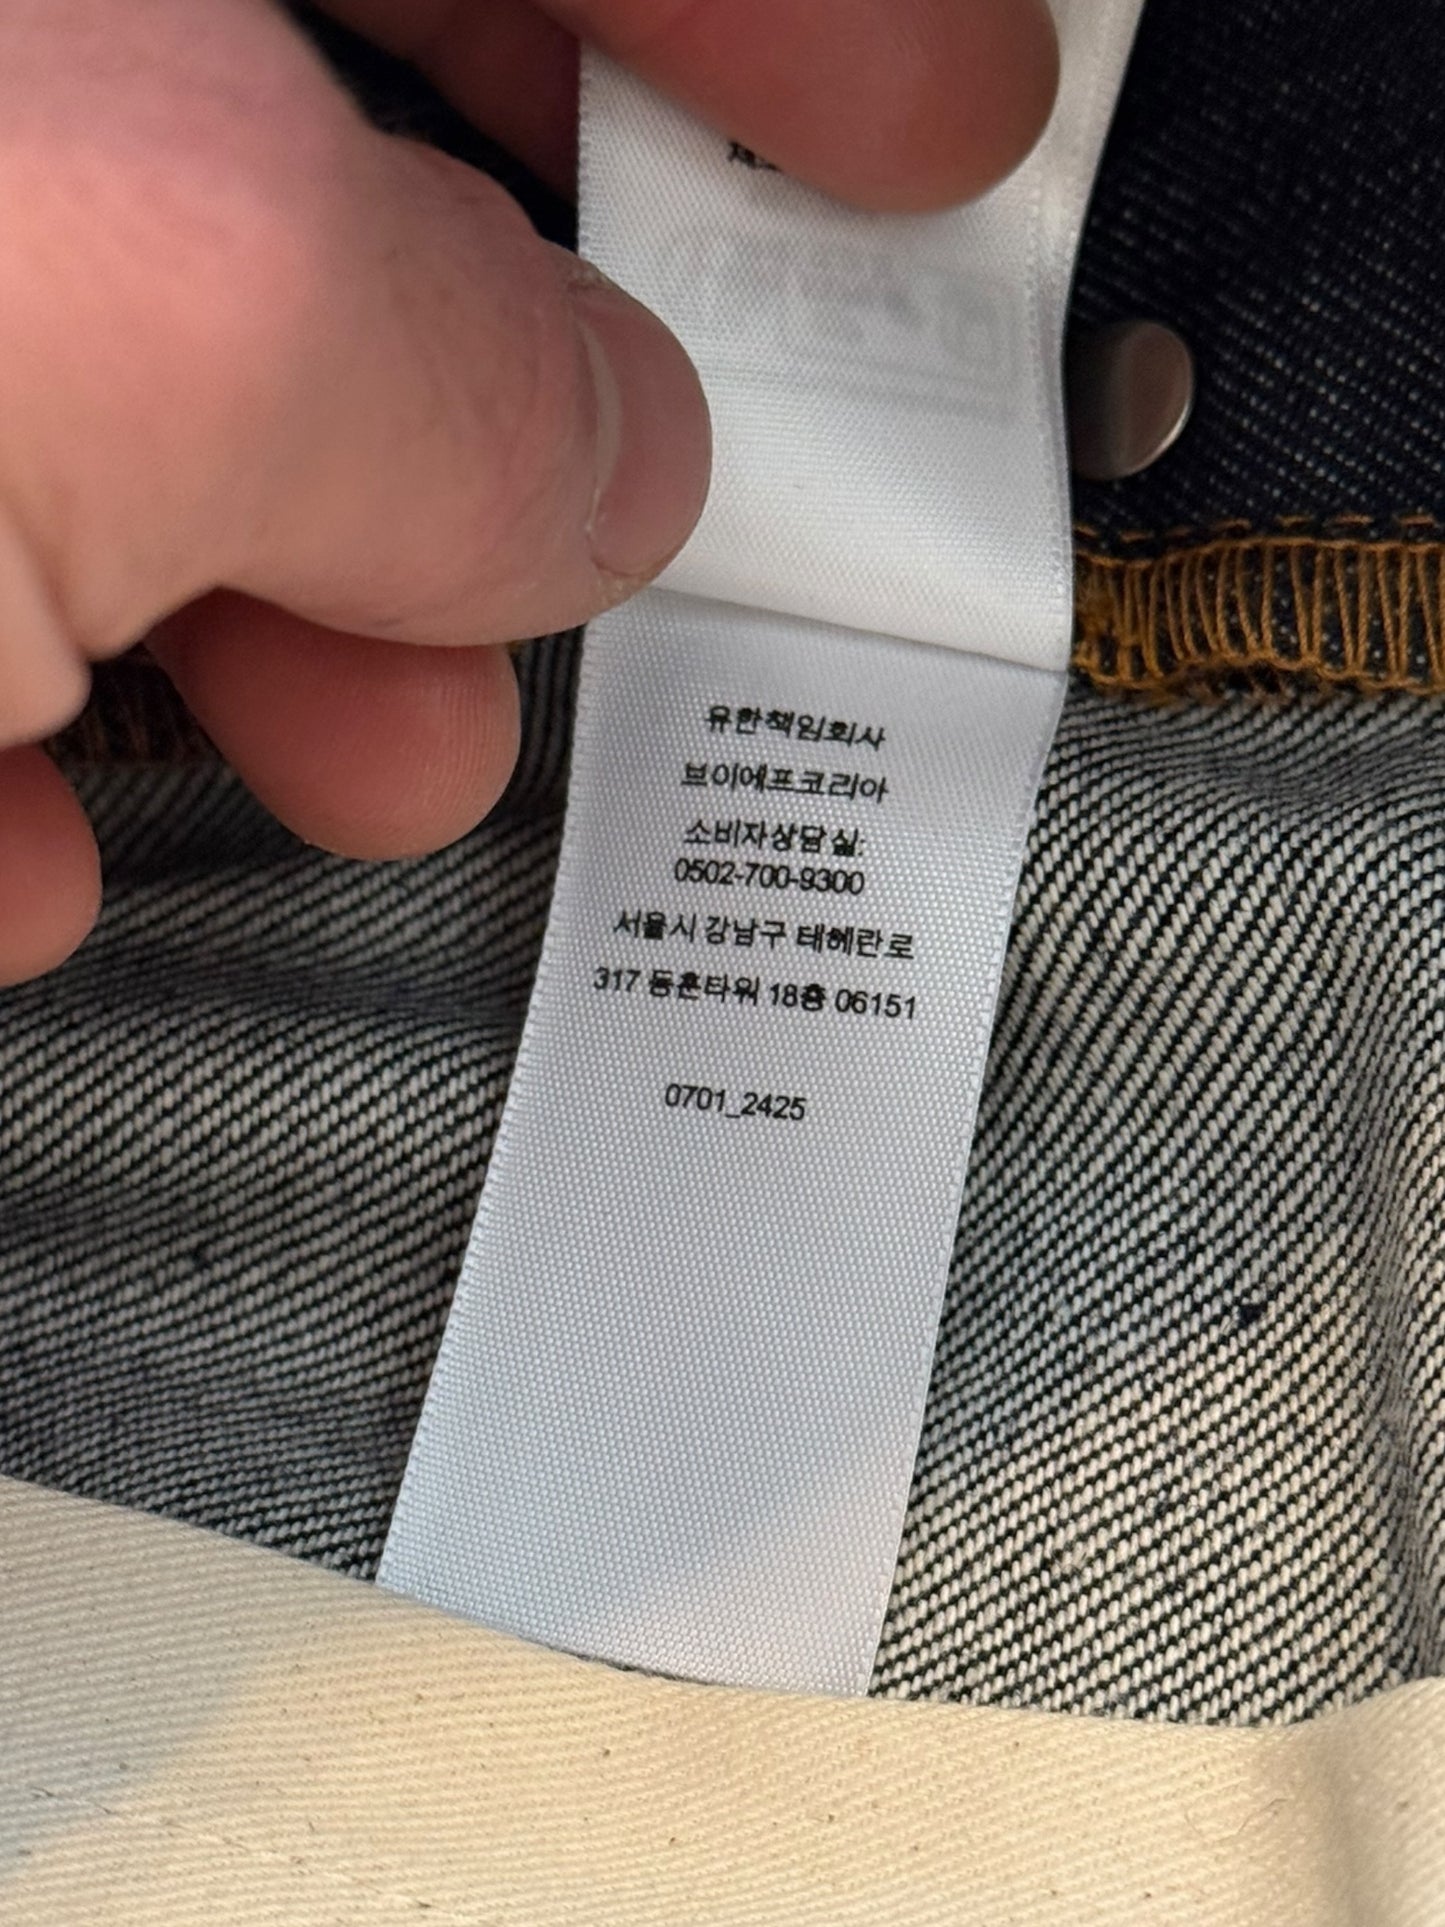 유한책임회사
브이에프코리아
소비자상담실:
0502-700-9300
서울시 강남구 테헤란로
317 동훈타워 18층 06151
0701_2425